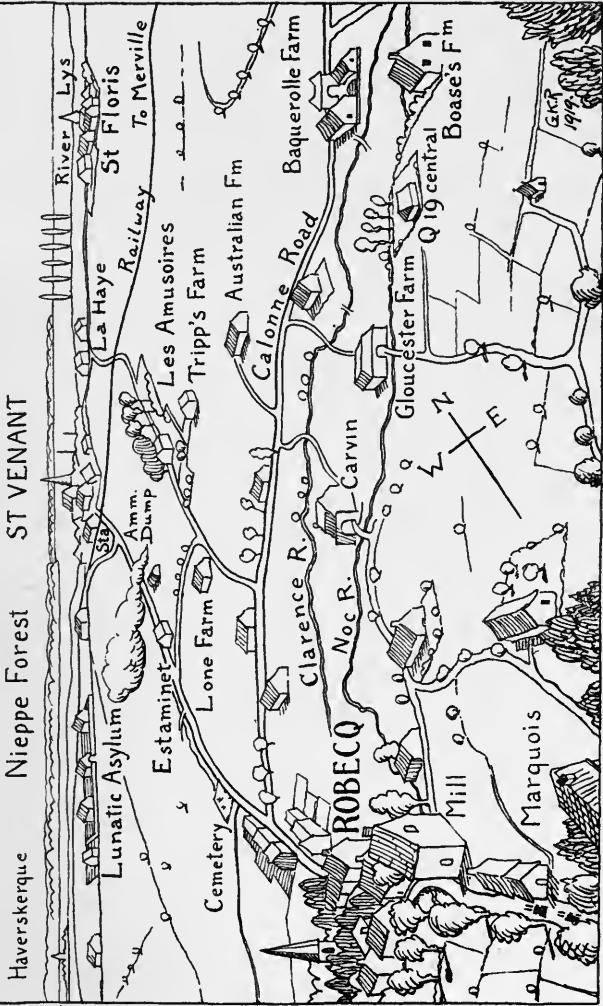 Haverskerque
Nieppe Forest
ST VENANT
River Lys
St Floris
To Merville
Railway
La Haye
Sta
Lunatic Asylum
Amm.
Dump
Les Amusoires
Tripp's Farm
Australian Fm
Estaminet
Lone Farm
Calonne Road
Baquerolle Farm
Cemetery
Clarence R.
Noc R.
Carvin
Gloucester Farm
Q 19 central
Boase's Fm
ROBECQ
Mill
Marquois
N
E
W
G.K.R
1919.